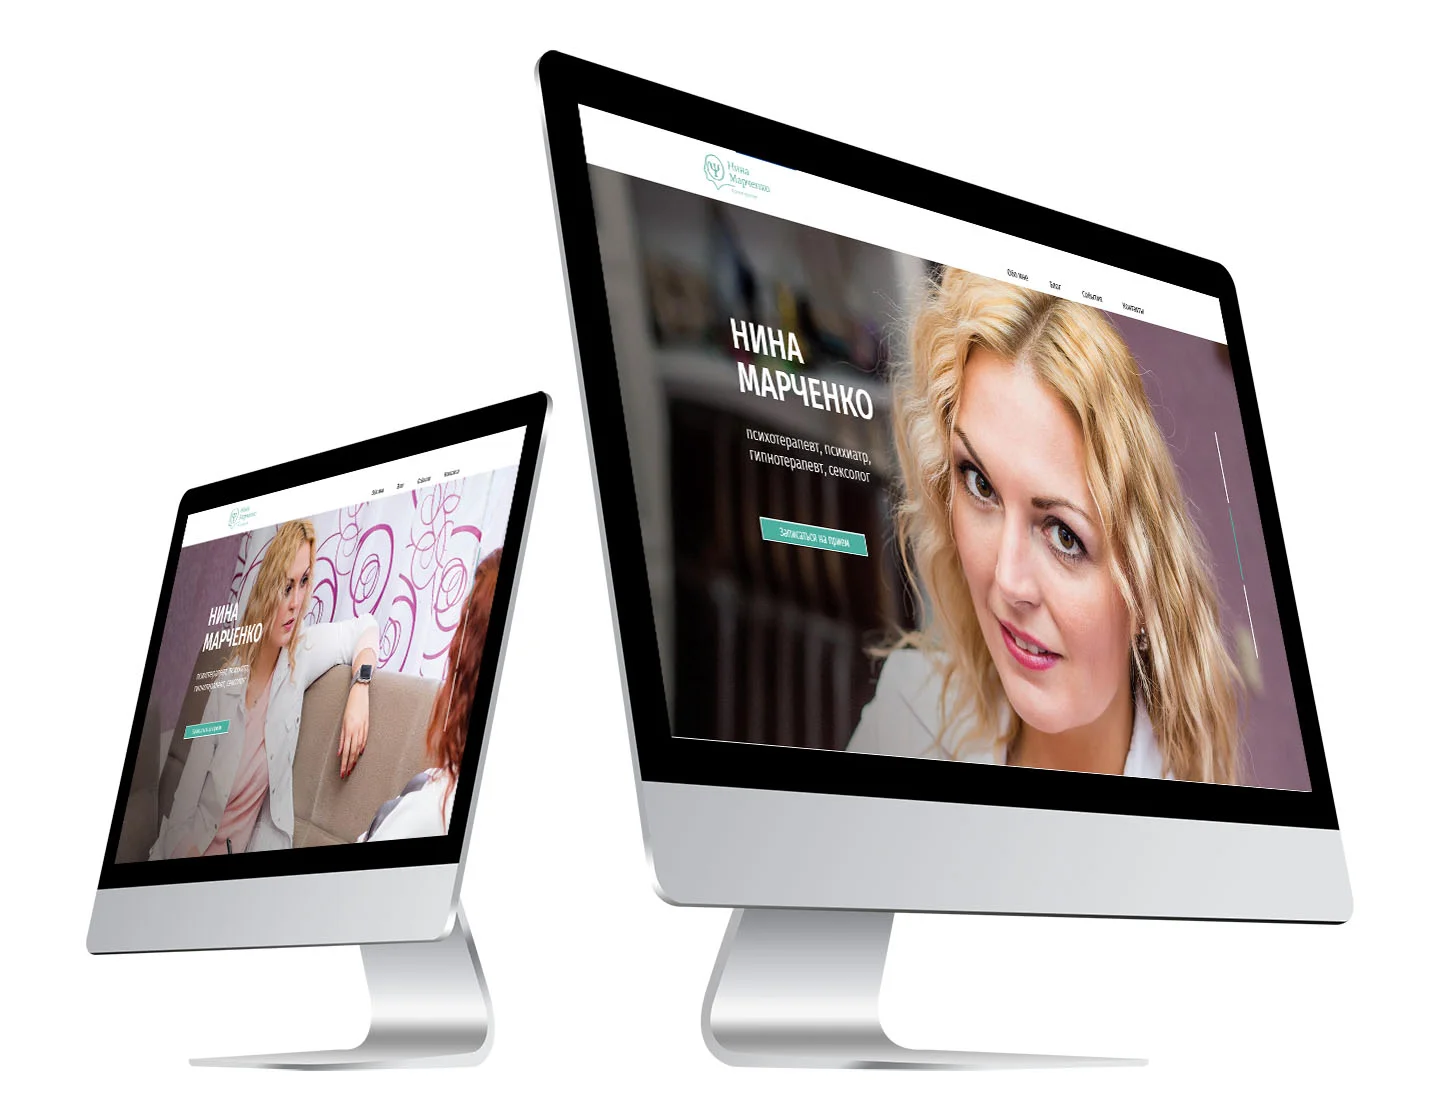 Нина
Марченко
Обо мне
Блог
События
Контакты
НИНА
МАРЧЕНКО
психотерапевт, психиатр,
гипнотерапевт, сексолог
Записаться на прием
Нина
Марченко
Обо мне
Блог
События
Контакты
НИНА
МАРЧЕНКО
психотерапевт, психиатр,
гипнотерапевт, сексолог
Записаться на прием